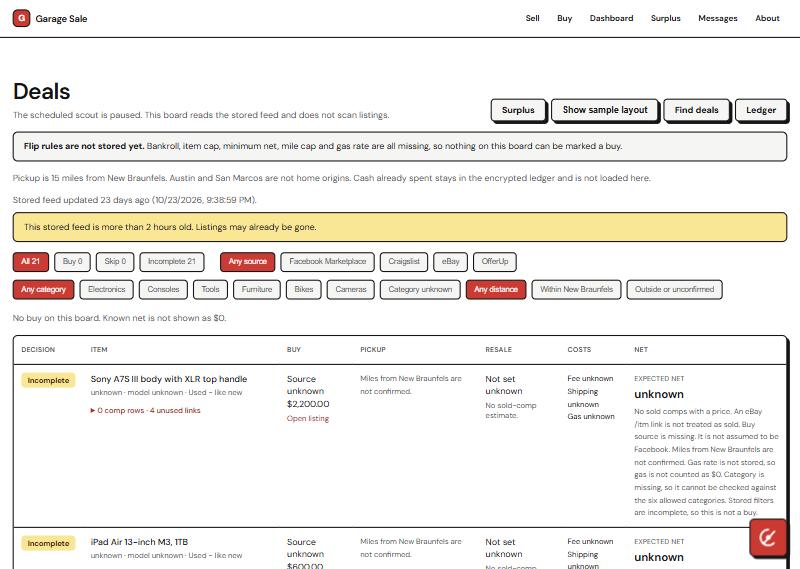 G Garage Sale
Sell Buy Dashboard Surplus Messages About
Deals
The scheduled scout is paused. This board reads the stored feed and does not scan listings.
Surplus Show sample layout Find deals Ledger
Flip rules are not stored yet. Bankroll, item cap, minimum net, mile cap and gas rate are all missing, so nothing on this board can be marked a buy.
Pickup is 15 miles from New Braunfels. Austin and San Marcos are not home origins. Cash already spent stays in the encrypted ledger and is not loaded here.
Stored feed updated 23 days ago (10/23/2026, 9:38:59 PM).
This stored feed is more than 2 hours old. Listings may already be gone.
All 21 Buy 0 Skip 0 Incomplete 21 Any source Facebook Marketplace Craigslist eBay OfferUp
Any category Electronics Consoles Tools Furniture Bikes Cameras Category unknown Any distance Within New Braunfels Outside or unconfirmed
No buy on this board. Known net is not shown as $0.
DECISION ITEM BUY PICKUP RESALE COSTS NET
Incomplete
Sony A7S III body with XLR top handle
unknown · model unknown · Used - like new
▶ 0 comp rows · 4 unused links
Source
unknown
$2,200.00
Open listing
Miles from New Braunfels are
not confirmed.
Not set
unknown
No sold-comp
estimate.
Fee unknown
Shipping
unknown
Gas unknown
EXPECTED NET
unknown
No sold comps with a price. An eBay
/itm link is not treated as sold. Buy
source is missing. It is not assumed to be
Facebook. Miles from New Braunfels are
not confirmed. Gas rate is not stored, so
gas is not counted as $0. Category is
missing, so it cannot be checked against
the six allowed categories. Stored filters
are incomplete, so this is not a buy.
Incomplete
iPad Air 13-inch M3, 1TB
unknown · model unknown · Used - like new
Source
unknown
$600.00
Miles from New Braunfels are
not confirmed.
Not set
unknown
No sold-comp
Fee unknown
Shipping
unknown
EXPECTED NET
unknown